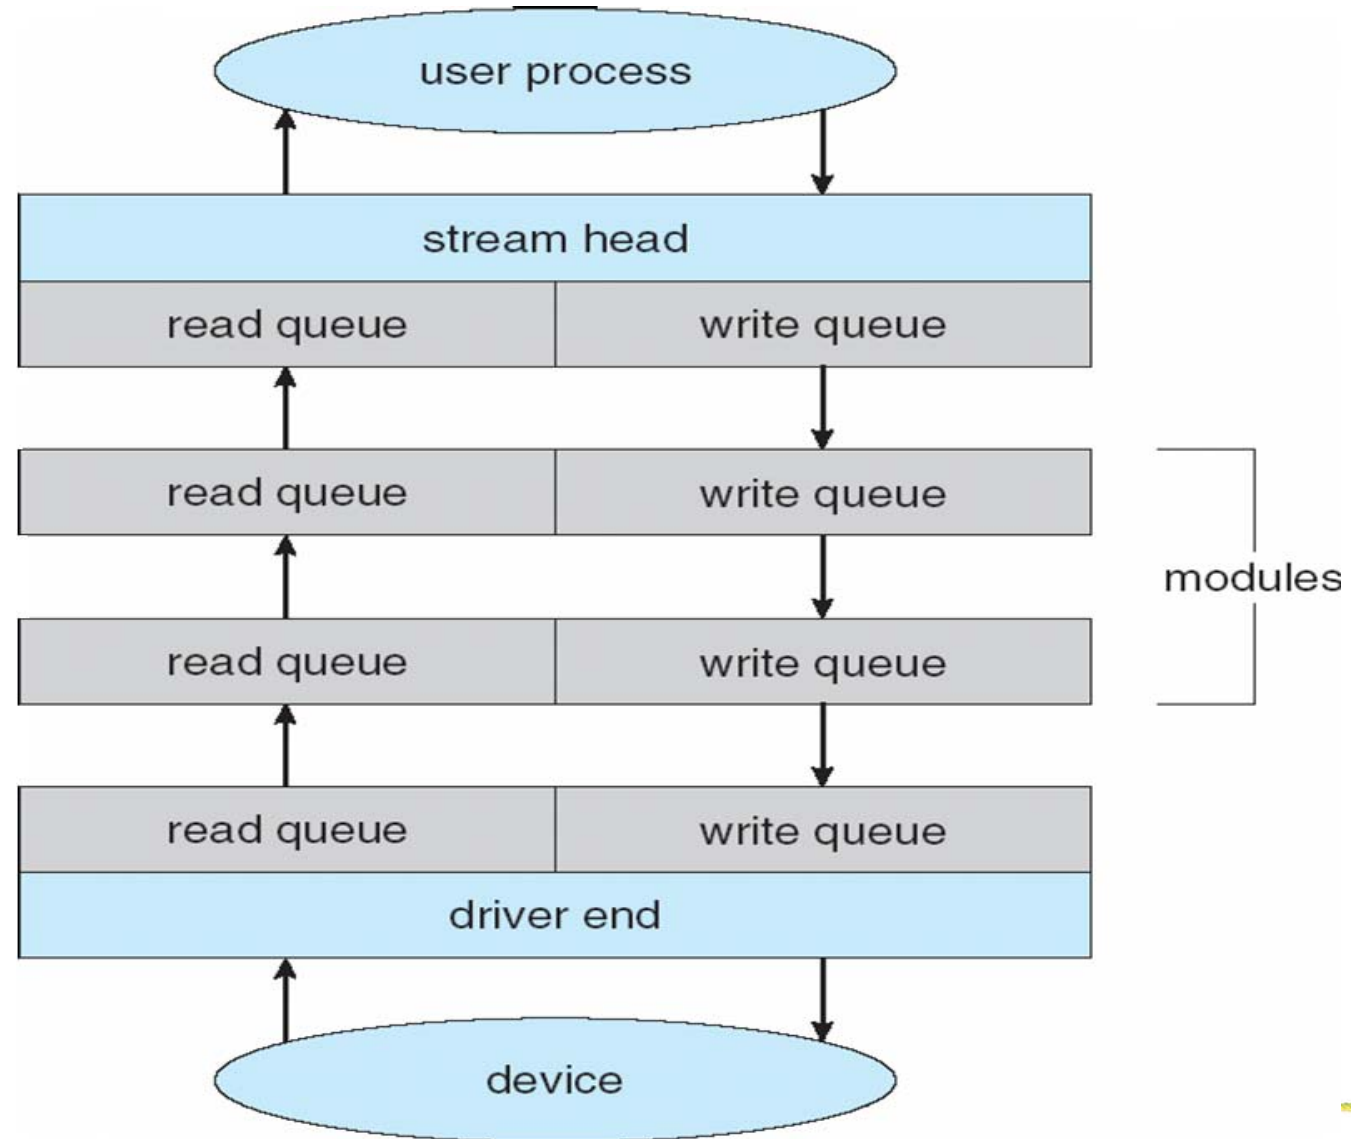 user process
stream head
read queue write queue
read queue write queue
modules
read queue write queue
read queue write queue
driver end
device